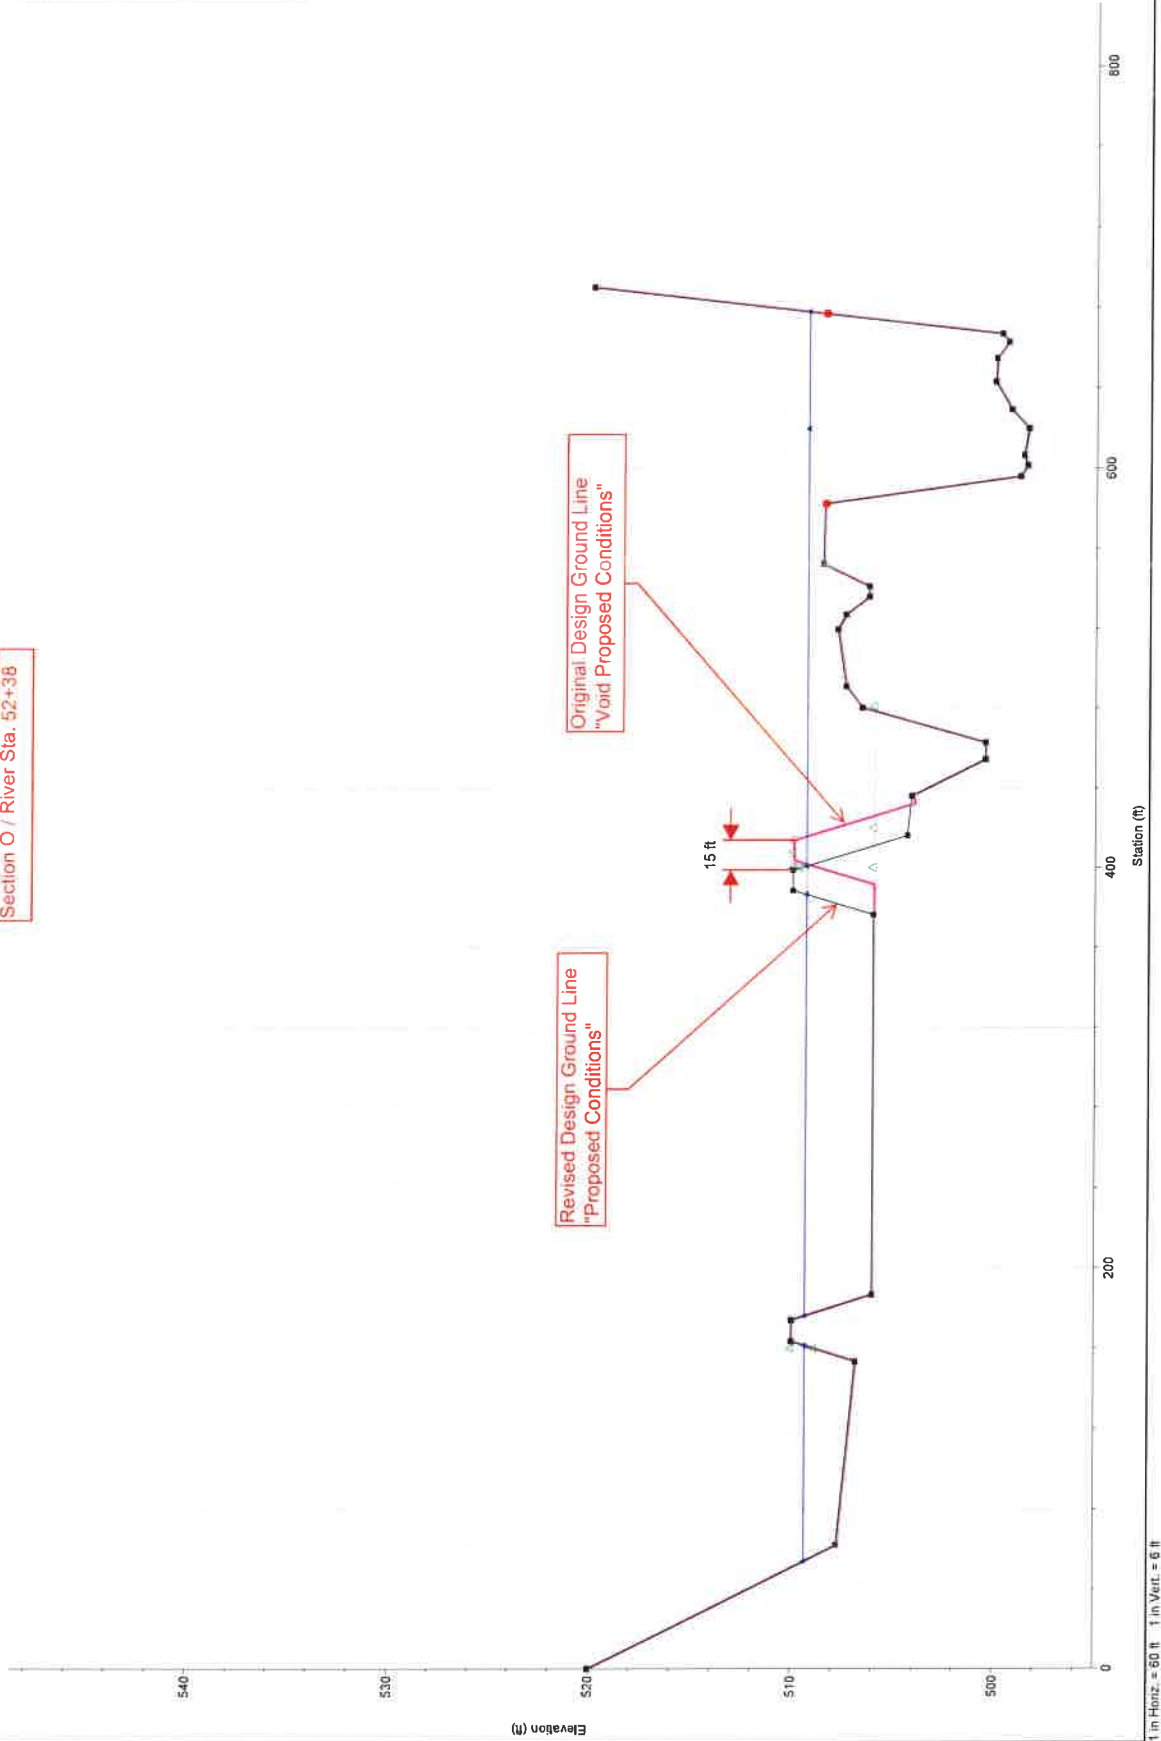 Section O / River Sta. 52+38
Original Design Ground Line
"Void Proposed Conditions"
Revised Design Ground Line
"Proposed Conditions"
15 ft
Elevation (ft)
540
530
520
510
500
0
200
400
600
800
Station (ft)
1 in Horiz. = 60 ft 1 in Vert. = 6 ft